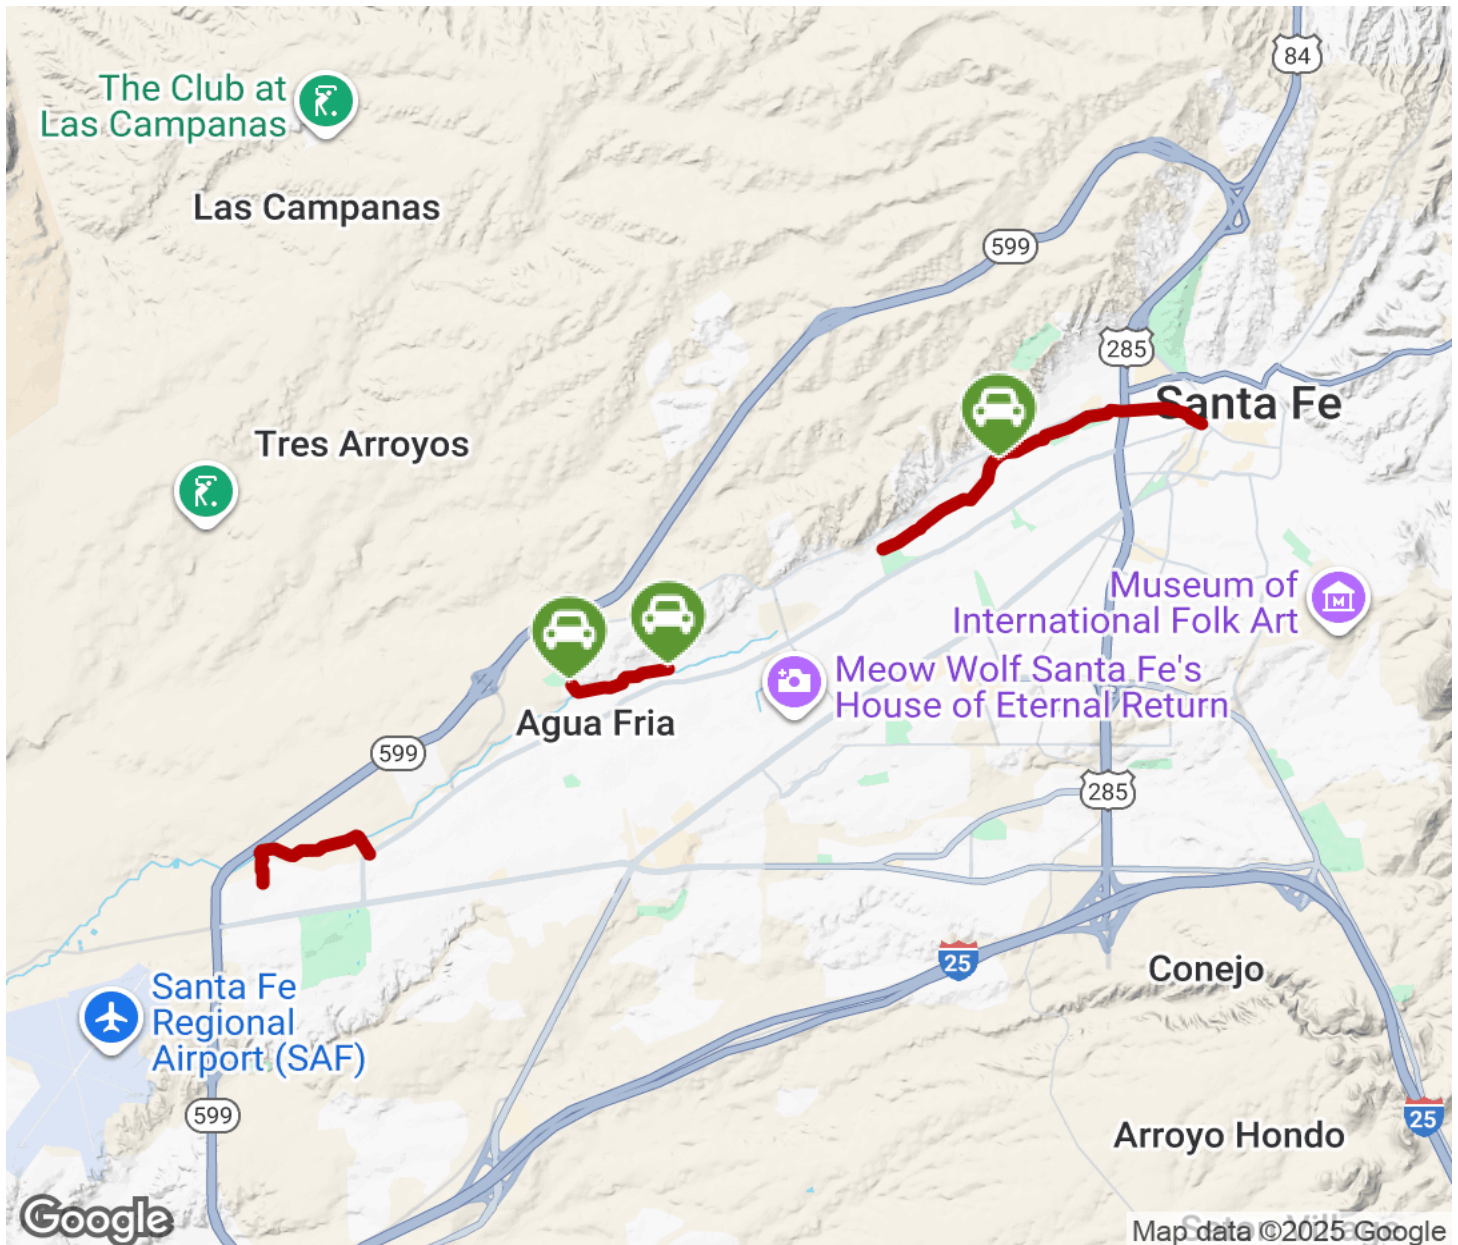 84
The Club at
Las Campanas
Las Campanas
599
285
Santa Fe
Tres Arroyos
Museum of
International Folk Art
Meow Wolf Santa Fe's
House of Eternal Return
Agua Fria
599
285
M
25
Conejo
Santa Fe
Regional
Airport (SAF)
599
25
Arroyo Hondo
Google
Map data ©2025 Google